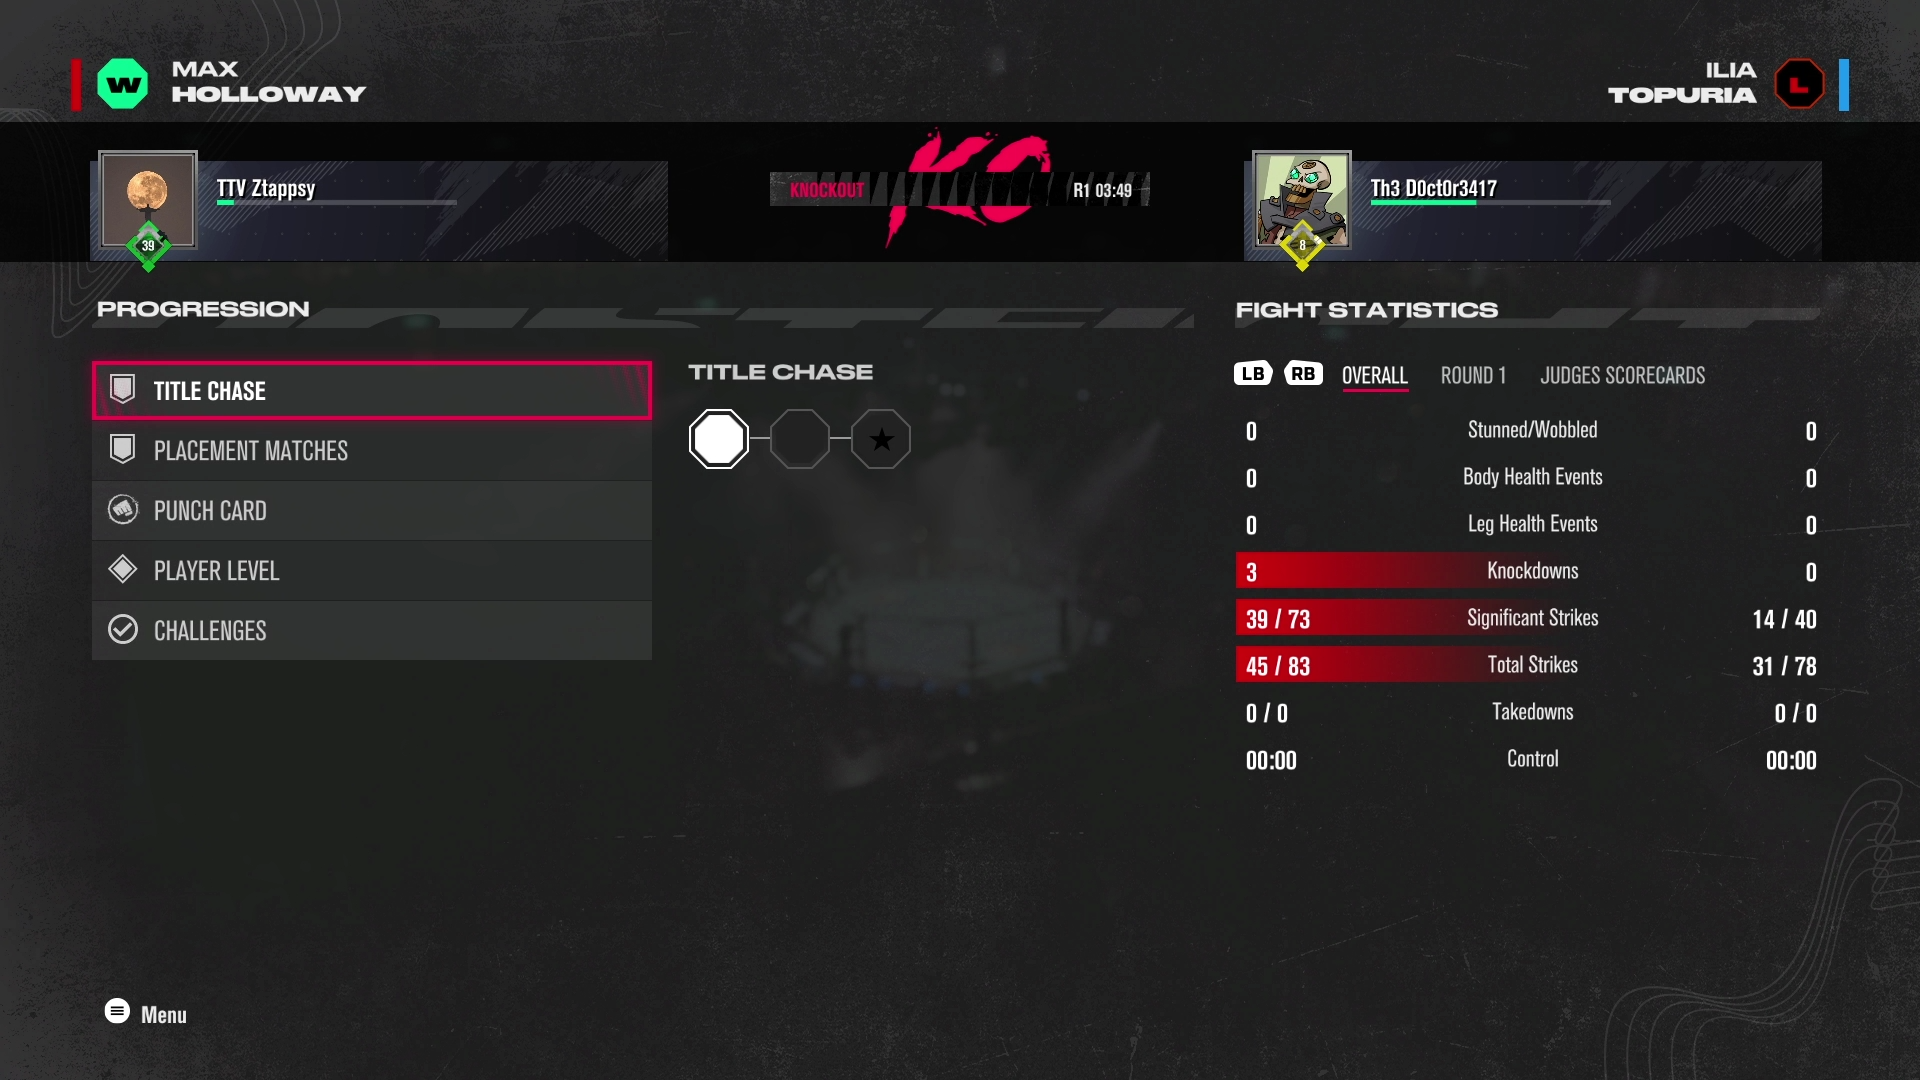 W
MAX
HOLLOWAY
ILIA
TOPURIA
L
TTV Ztappsy
39
KO
KNOCKOUT
R1 03:49
Th3 D0ct0r3417
8
PROGRESSION
TITLE CHASE
PLACEMENT MATCHES
PUNCH CARD
PLAYER LEVEL
CHALLENGES
TITLE CHASE
FIGHT STATISTICS
LB RB OVERALL ROUND 1 JUDGES SCORECARDS
0 Stunned/Wobbled 0
0 Body Health Events 0
0 Leg Health Events 0
3 Knockdowns 0
39 / 73 Significant Strikes 14 / 40
45 / 83 Total Strikes 31 / 78
0 / 0 Takedowns 0 / 0
00:00 Control 00:00
Menu